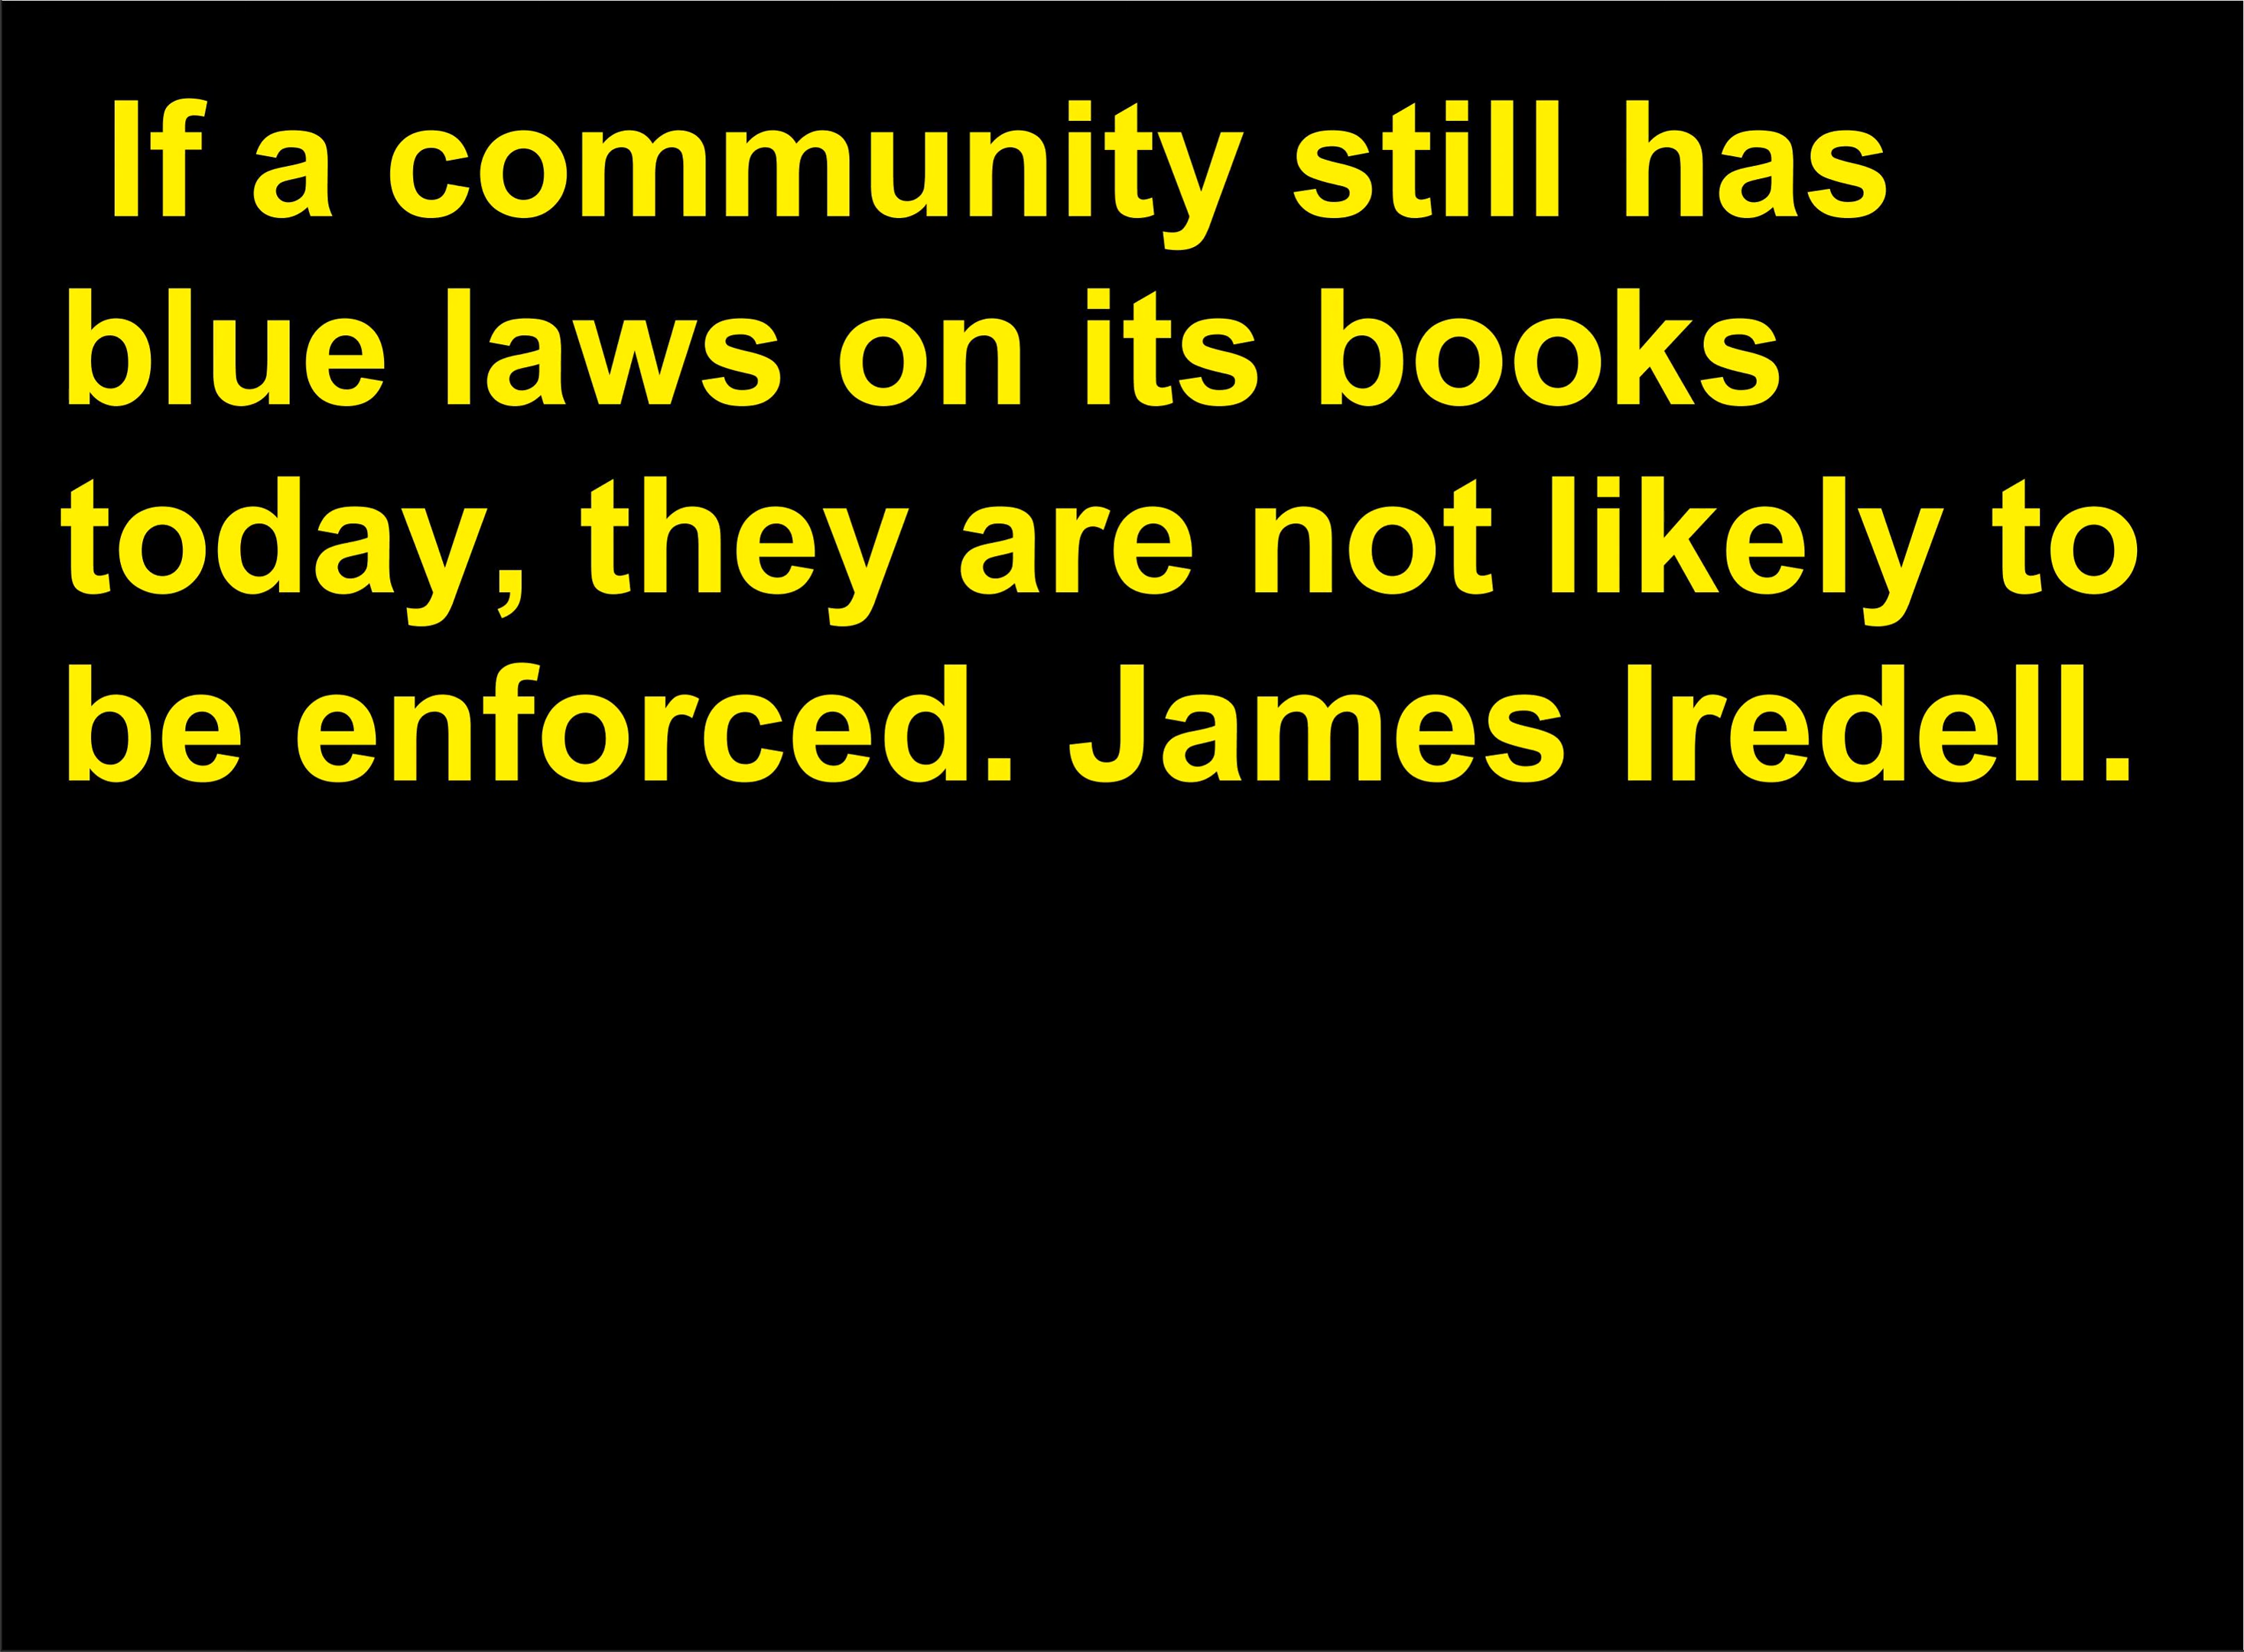 If a community still has
blue laws on its books
today, they are not likely to
be enforced. James Iredell.